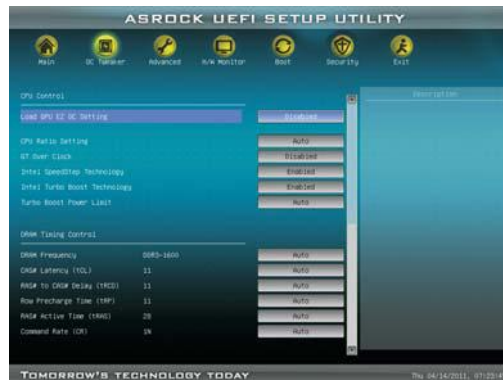 ASROCK UEFI SETUP UTILITY
Main OC Tweaker Advanced H/W Monitor Boot Security Exit
CPU Control
Description
Load GPU EZ OC Setting Disabled
CPU Ratio Setting Auto
GT Over Clock Disabled
Intel SpeedStep Technology Enabled
Intel Turbo Boost Technology Enabled
Turbo Boost Power Limit Auto
DRAM Timing Control
DRAM Frequency DDR3-1600 Auto
CAS# Latency (tCL) 11 Auto
RAS# to CAS# Delay (tRCD) 11 Auto
Row Precharge Time (tRP) 11 Auto
RAS# Active Time (tRAS) 28 Auto
Command Rate (CR) 1N Auto
TOMORROW'S TECHNOLOGY TODAY
Thu 04/14/2011,